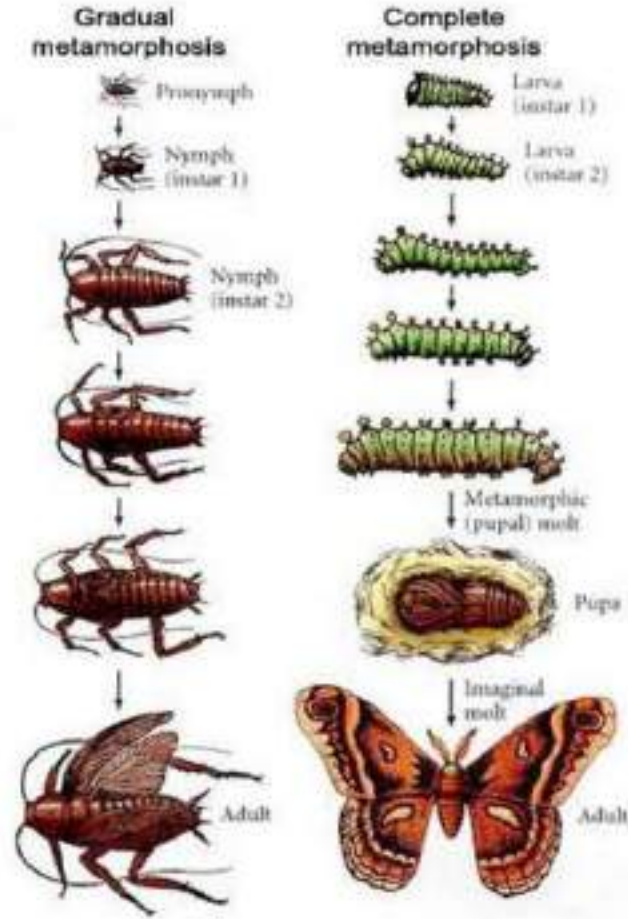 Gradual
metamorphosis
Pronymph
Nymph
(instar 1)
Nymph
(instar 2)
Adult
Complete
metamorphosis
Larva
(instar 1)
Larva
(instar 2)
Metamorphic
(pupal) molt
Pupa
Imaginal
molt
Adult